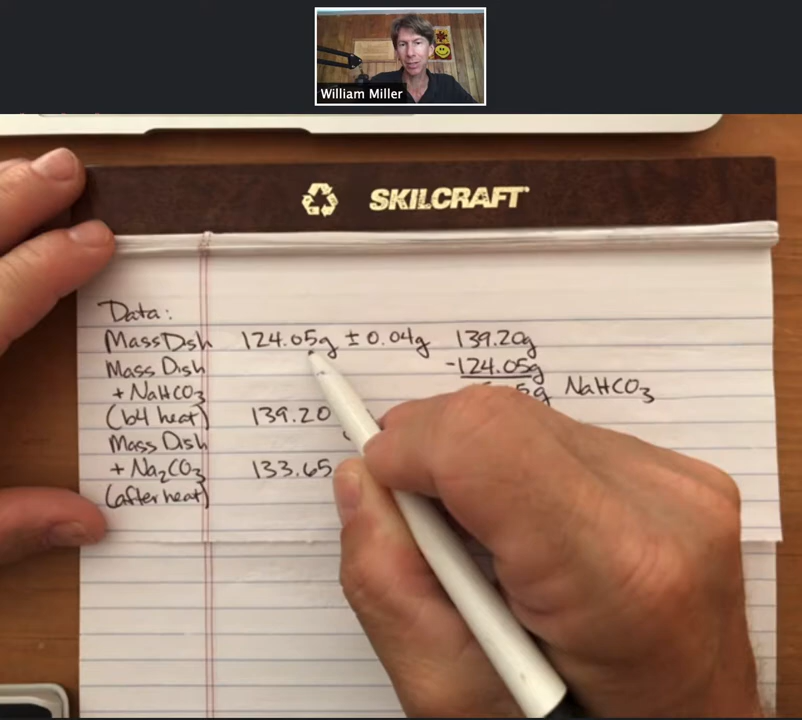 William Miller
SKILCRAFT
Data:
Mass Dish 124.05g ± 0.04g 139.20g
Mass Dish -124.05g
+ NaHCO3 5g NaHCO3
(b4 heat) 139.20
Mass Dish
+ Na2CO3 133.65
(after heat)